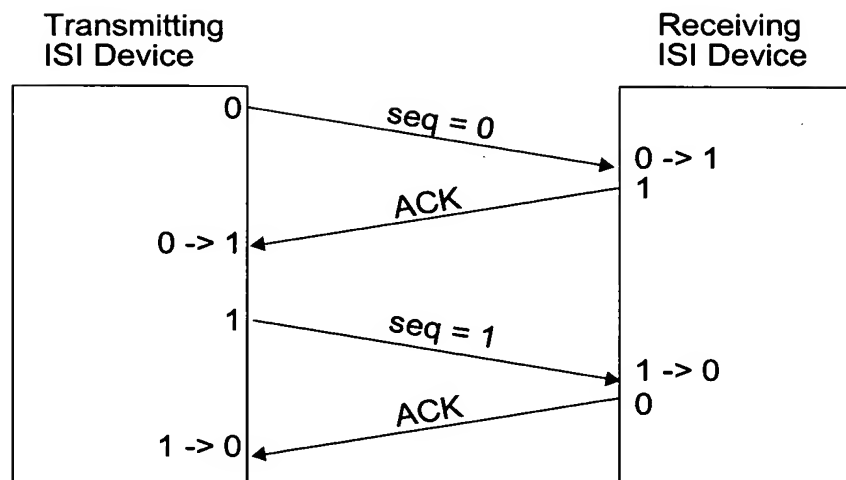 Transmitting
ISI Device
Receiving
ISI Device
0
seq = 0
0 -> 1
1
ACK
0 -> 1
1
seq = 1
1 -> 0
0
ACK
1 -> 0